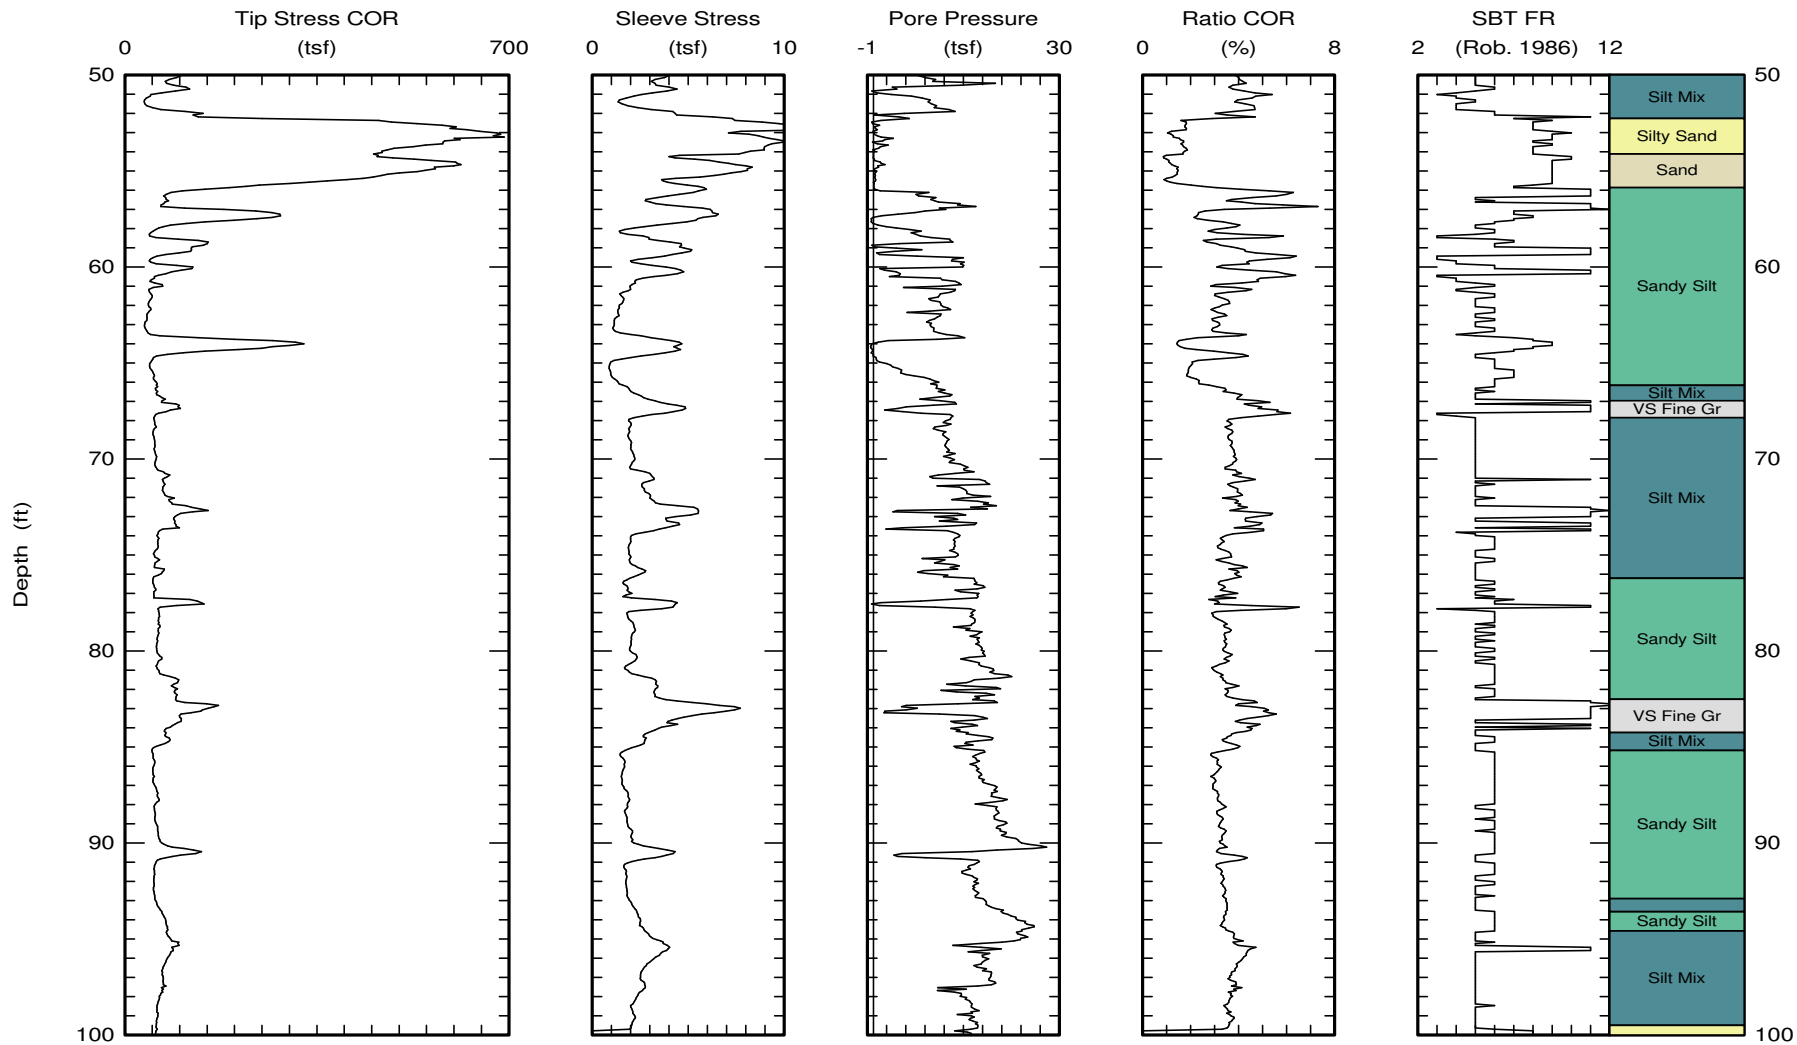 Tip Stress COR Sleeve Stress Pore Pressure Ratio COR SBT FR
0 (tsf) 700 0 (tsf) 10 -1 (tsf) 30 0 (%) 8 2 (Rob. 1986) 12
50 50
Silt Mix
Silty Sand
Sand
60 60
Sandy Silt
Silt Mix
VS Fine Gr
70 70
Silt Mix
Depth (ft)
80 80
Sandy Silt
VS Fine Gr
Silt Mix
Sandy Silt
90 90
Sandy Silt
Silt Mix
100 100